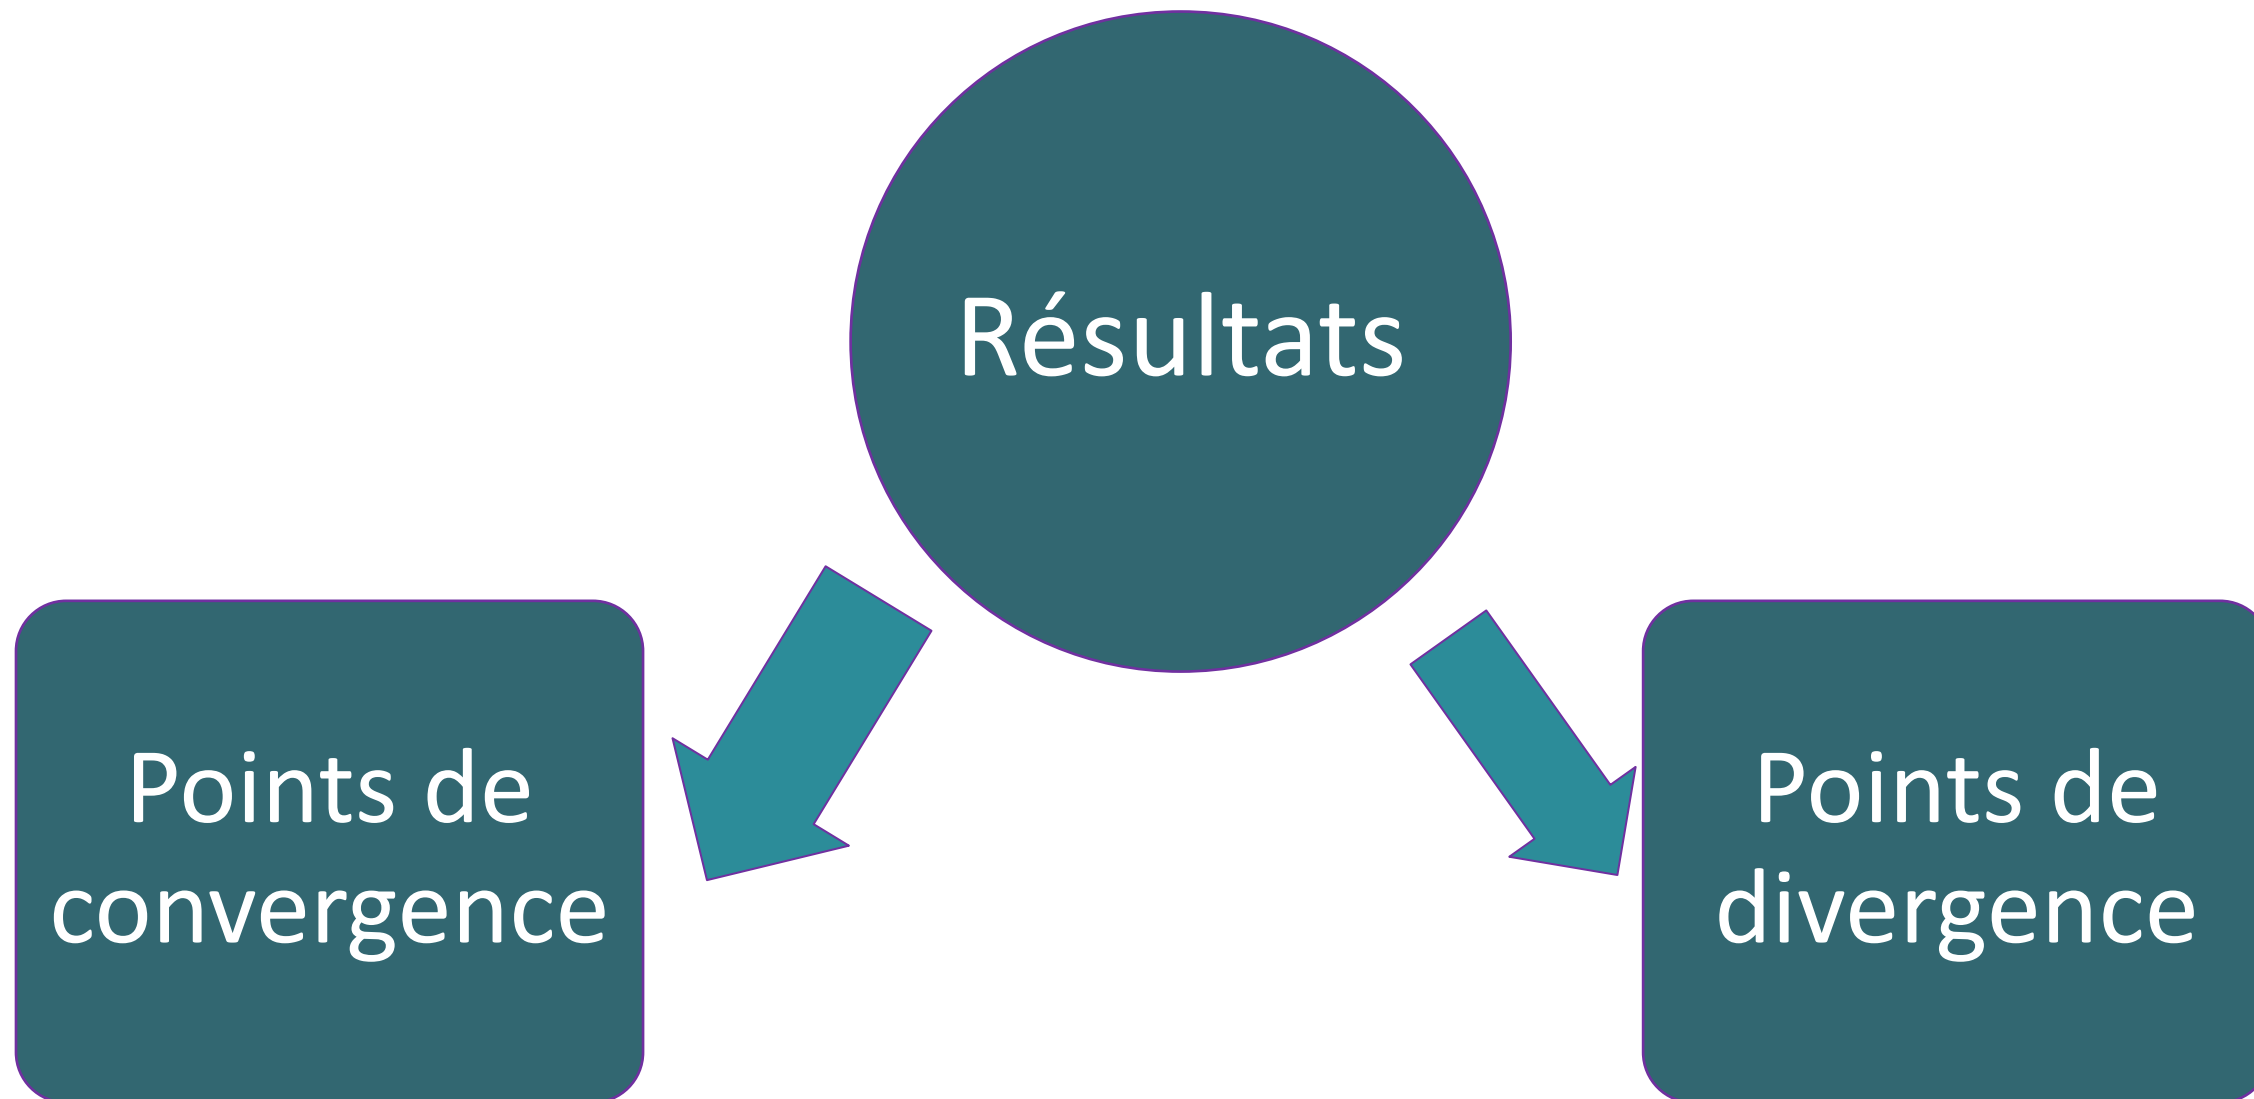 Résultats
Points de
convergence
Points de
divergence